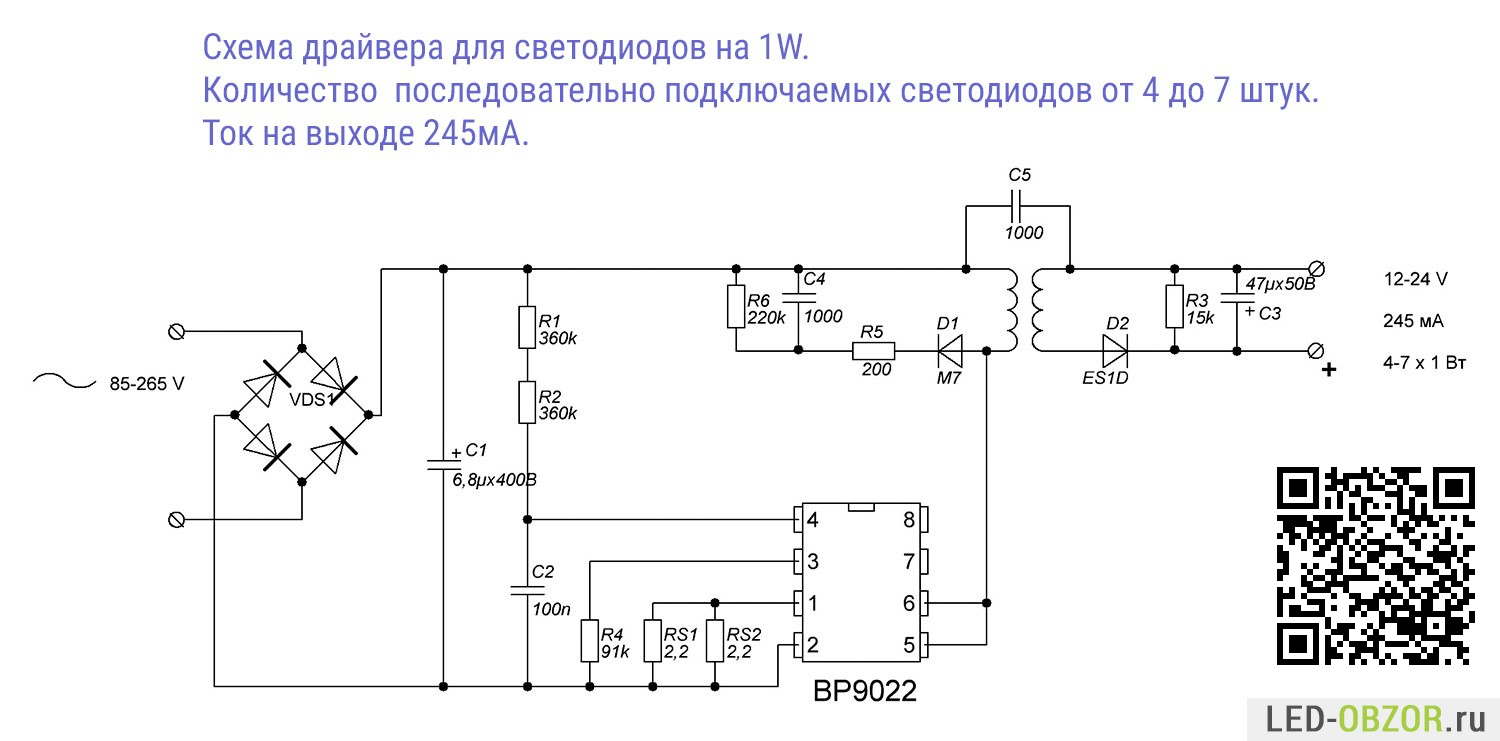 Схема драйвера для светодиодов на 1W.
Количество последовательно подключаемых светодиодов от 4 до 7 штук.
Ток на выходе 245мА.
C5
1000
12-24 V
245 мА
4-7 x 1 Вт
47µx50В
+ C3
R3
15k
D2
ES1D
+
C4
1000
R6
220k
R5
200
D1
M7
R1
360k
R2
360k
85-265 V
VDS1
+ C1
6,8µx400В
C2
100n
R4
91k
RS1
2,2
RS2
2,2
4 8
3 7
1 6
2 5
BP9022
LED-OBZOR.ru